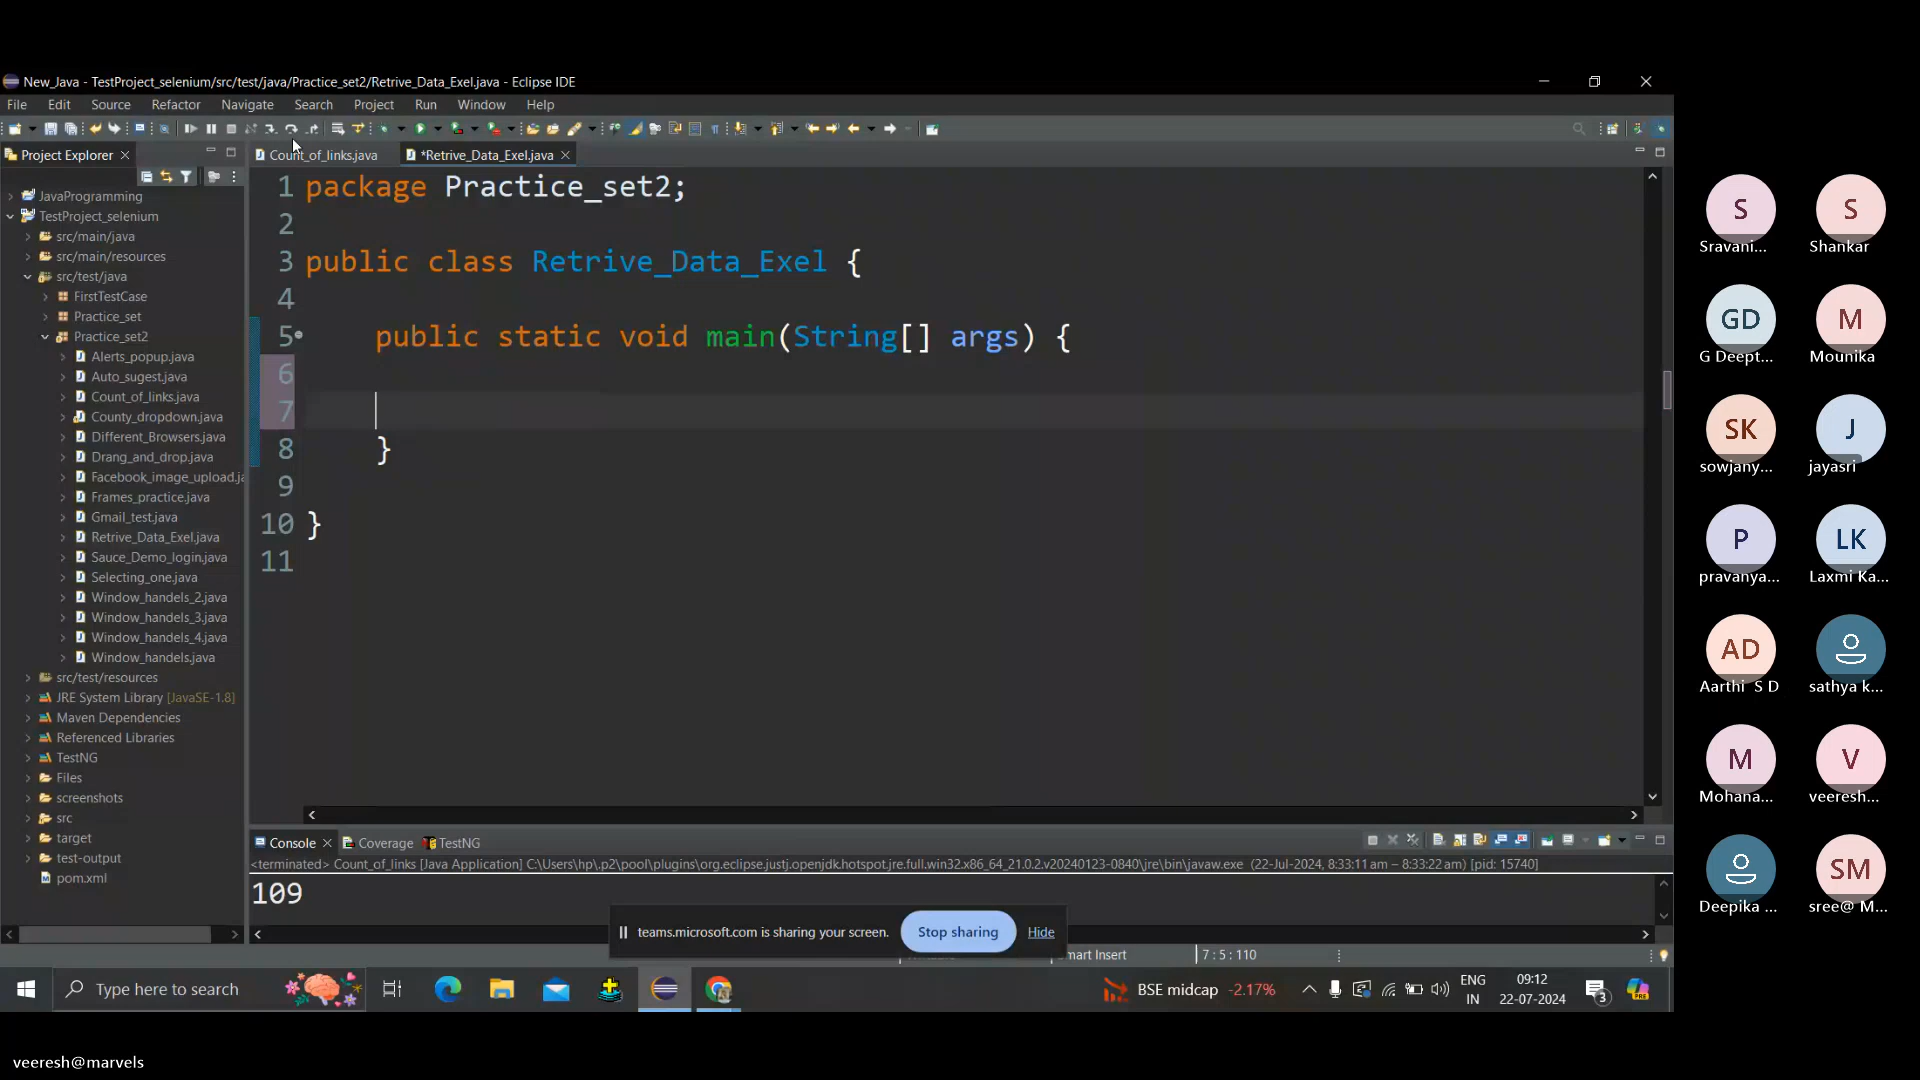 New_Java - TestProject_selenium/src/test/java/Practice_set2/Retrive_Data_Exel.java - Eclipse IDE
File Edit Source Refactor Navigate Search Project Run Window Help
Project Explorer
Count_of_links.java
*Retrive_Data_Exel.java
JavaProgramming
TestProject_selenium
src/main/java
src/main/resources
src/test/java
FirstTestCase
Practice_set
Practice_set2
Alerts_popup.java
Auto_sugest.java
Count_of_links.java
County_dropdown.java
Different_Browsers.java
Drang_and_drop.java
Facebook_image_upload.ja
Frames_practice.java
Gmail_test.java
Retrive_Data_Exel.java
Sauce_Demo_login.java
Selecting_one.java
Window_handels_2.java
Window_handels_3.java
Window_handels_4.java
Window_handels.java
src/test/resources
JRE System Library [JavaSE-1.8]
Maven Dependencies
Referenced Libraries
TestNG
Files
screenshots
src
target
test-output
pom.xml
1 package Practice_set2;
2
3 public class Retrive_Data_Exel {
4
5 public static void main(String[] args) {
6
7
8 }
9
10 }
11
Console Coverage TestNG
<terminated> Count_of_links [Java Application] C:\Users\hp\.p2\pool\plugins\org.eclipse.justj.openjdk.hotspot.jre.full.win32.x86_64_21.0.2.v20240123-0840\jre\bin\javaw.exe (22-Jul-2024, 8:33:11 am – 8:33:22 am) [pid: 15740]
109
teams.microsoft.com is sharing your screen. Stop sharing Hide
mart Insert 7 : 5 : 110
Type here to search
BSE midcap -2.17%
ENG
IN
09:12
22-07-2024
3
PRE
S
Sravani...
S
Shankar
GD
G Deept...
M
Mounika
SK
sowjany...
J
jayasri
P
pravanya...
LK
Laxmi Ka...
AD
Aarthi S D
sathya k...
M
Mohana...
V
veeresh...
Deepika ...
SM
sree@ M...
veeresh@marvels